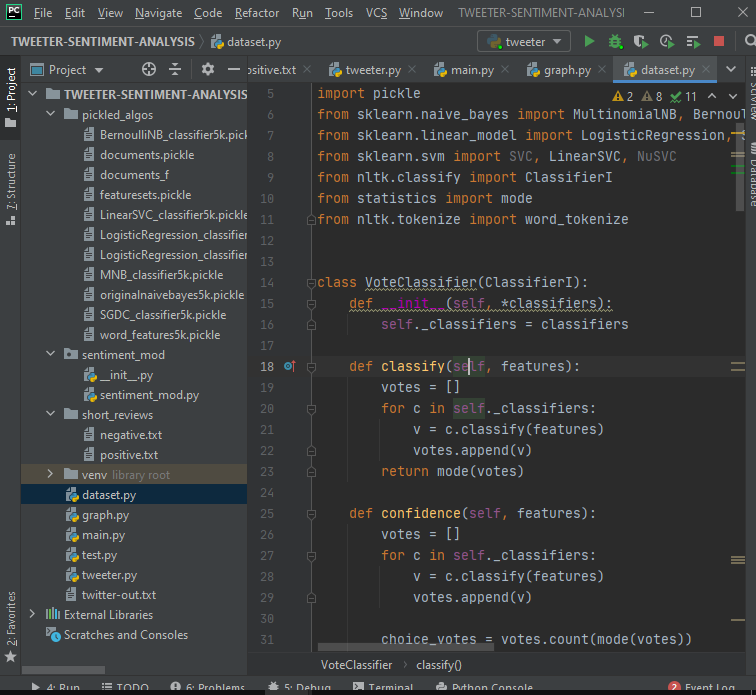 PC File Edit View Navigate Code Refactor Run Tools VCS Window TWEETER-SENTIMENT-ANALYSI
TWEETER-SENTIMENT-ANALYSIS dataset.py tweeter
Project
ositive.txt tweeter.py main.py graph.py dataset.py
1: Project
7: Structure
2: Favorites
TWEETER-SENTIMENT-ANALYSIS
pickled_algos
BernoulliNB_classifier5k.pick
documents.pickle
documents_f
featuresets.pickle
LinearSVC_classifier5k.pickle
LogisticRegression_classifier
LogisticRegression_classifier
MNB_classifier5k.pickle
originalnaivebayes5k.pickle
SGDC_classifier5k.pickle
word_features5k.pickle
sentiment_mod
__init__.py
sentiment_mod.py
short_reviews
negative.txt
positive.txt
venv library root
dataset.py
graph.py
main.py
test.py
tweeter.py
twitter-out.txt
External Libraries
Scratches and Consoles
2 8 11
5 import pickle
6 from sklearn.naive_bayes import MultinomialNB, Bernou
7 from sklearn.linear_model import LogisticRegression,
8 from sklearn.svm import SVC, LinearSVC, NuSVC
9 from nltk.classify import ClassifierI
10 from statistics import mode
11 from nltk.tokenize import word_tokenize
12
13
14 class VoteClassifier(ClassifierI):
15 def __init__(self, *classifiers):
16 self._classifiers = classifiers
17
18 def classify(self, features):
19 votes = []
20 for c in self._classifiers:
21 v = c.classify(features)
22 votes.append(v)
23 return mode(votes)
24
25 def confidence(self, features):
26 votes = []
27 for c in self._classifiers:
28 v = c.classify(features)
29 votes.append(v)
30
31 choice_votes = votes.count(mode(votes))
VoteClassifier classify()
SciView
Database
4: Run TODO 6: Problems 5: Debug Terminal Python Console 2 Event Log